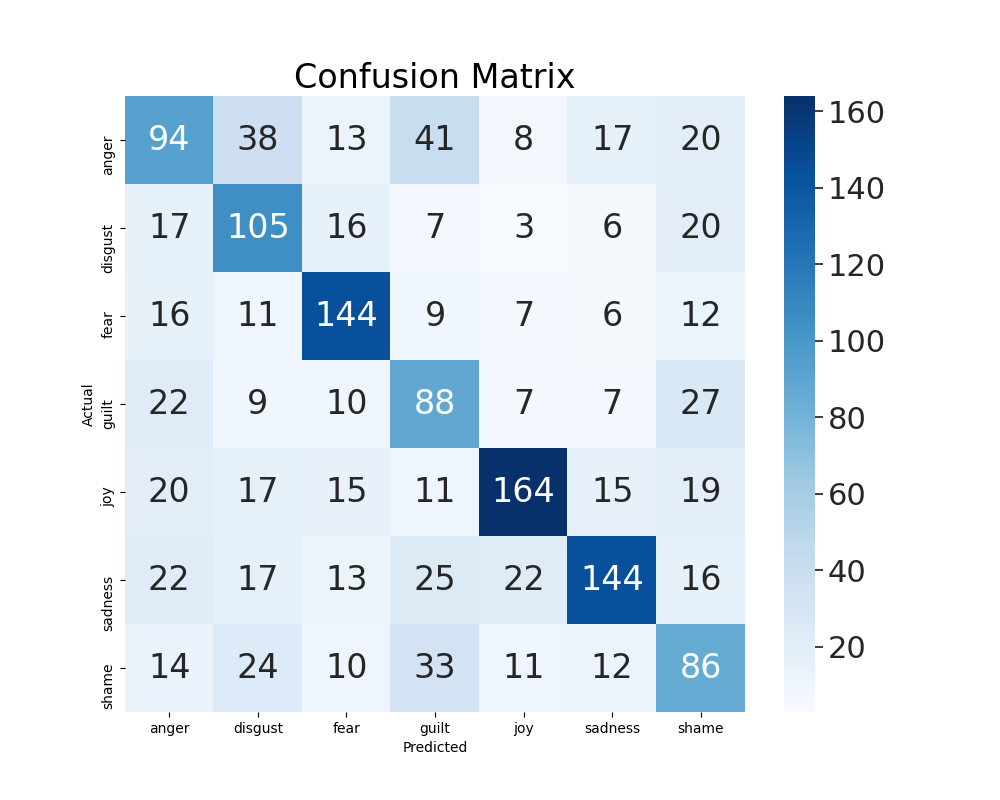 Confusion Matrix
Actual
anger 94 38 13 41 8 17 20
disgust 17 105 16 7 3 6 20
fear 16 11 144 9 7 6 12
guilt 22 9 10 88 7 7 27
joy 20 17 15 11 164 15 19
sadness 22 17 13 25 22 144 16
shame 14 24 10 33 11 12 86
anger disgust fear guilt joy sadness shame
Predicted
160
140
120
100
80
60
40
20